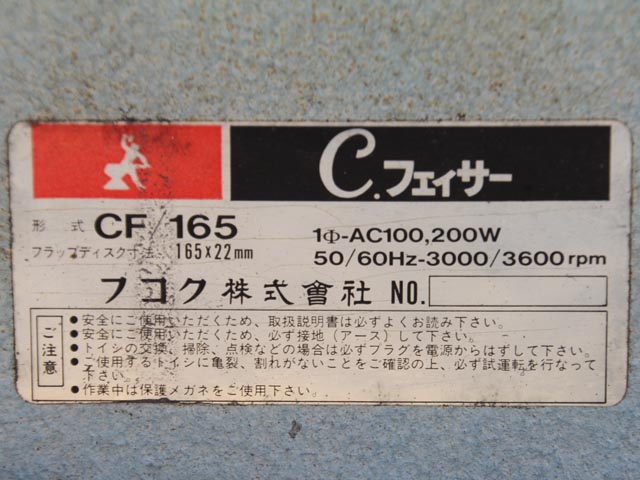 C.フェィサー
形式 CF/165
フラップディスク寸法 165×22mm
1Φ-AC100,200W
50/60Hz-3000/3600rpm
フコク株式會社 NO.
ご注意
●安全にご使用いただくため、取扱説明書は必ずよくお読み下さい。
●安全にご使用いただくため、必ず接地(アース)して下さい。
●トイシの交換、掃除、点検などの場合は必ずプラグを電源からはずして下さい。
●ご使用するトイシに亀裂、割れがないことをご確認の上、必ず試運転を行なって
下さい。
●作業中は保護メガネをご使用下さい。